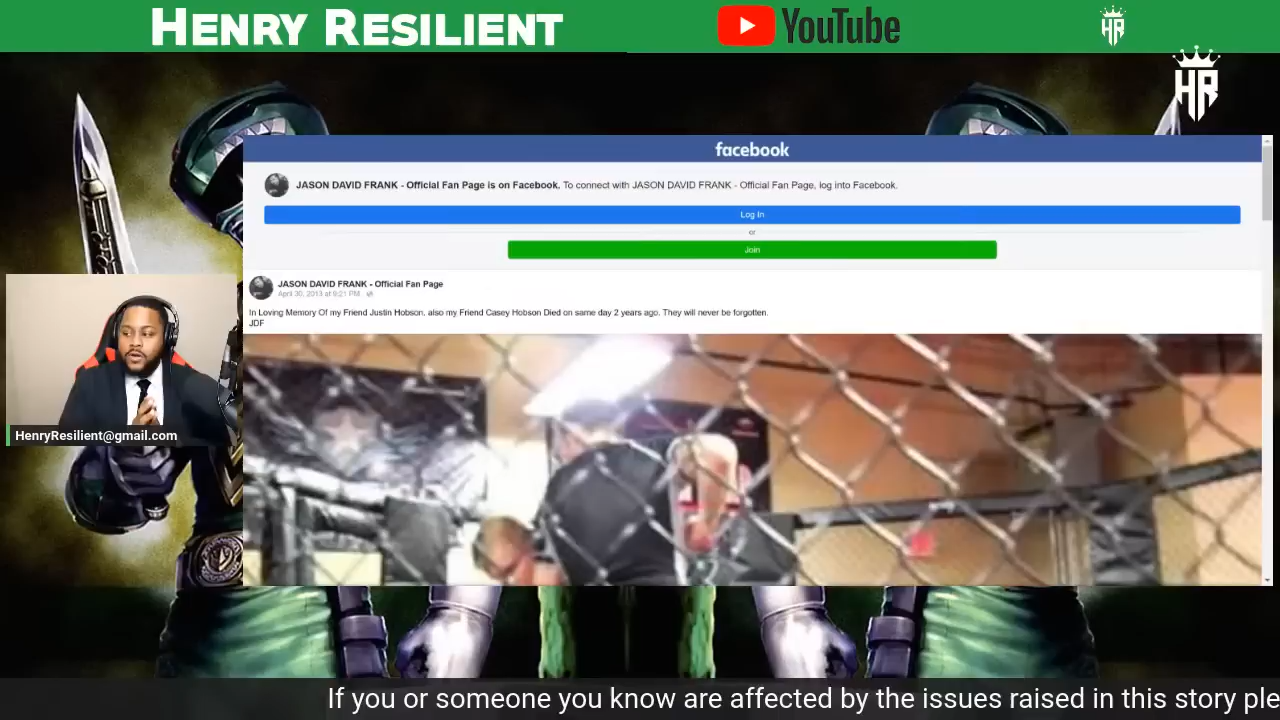 HENRY RESILIENT
YouTube
HR
HR
facebook
JASON DAVID FRANK - Official Fan Page is on Facebook. To connect with JASON DAVID FRANK - Official Fan Page, log into Facebook.
Log In
or
Join
JASON DAVID FRANK - Official Fan Page
April 30, 2013 at 9:21 PM
In Loving Memory Of my Friend Justin Hobson, also my Friend Casey Hobson Died on same day 2 years ago. They will never be forgotten.
JDF
HenryResilient@gmail.com
If you or someone you know are affected by the issues raised in this story ple